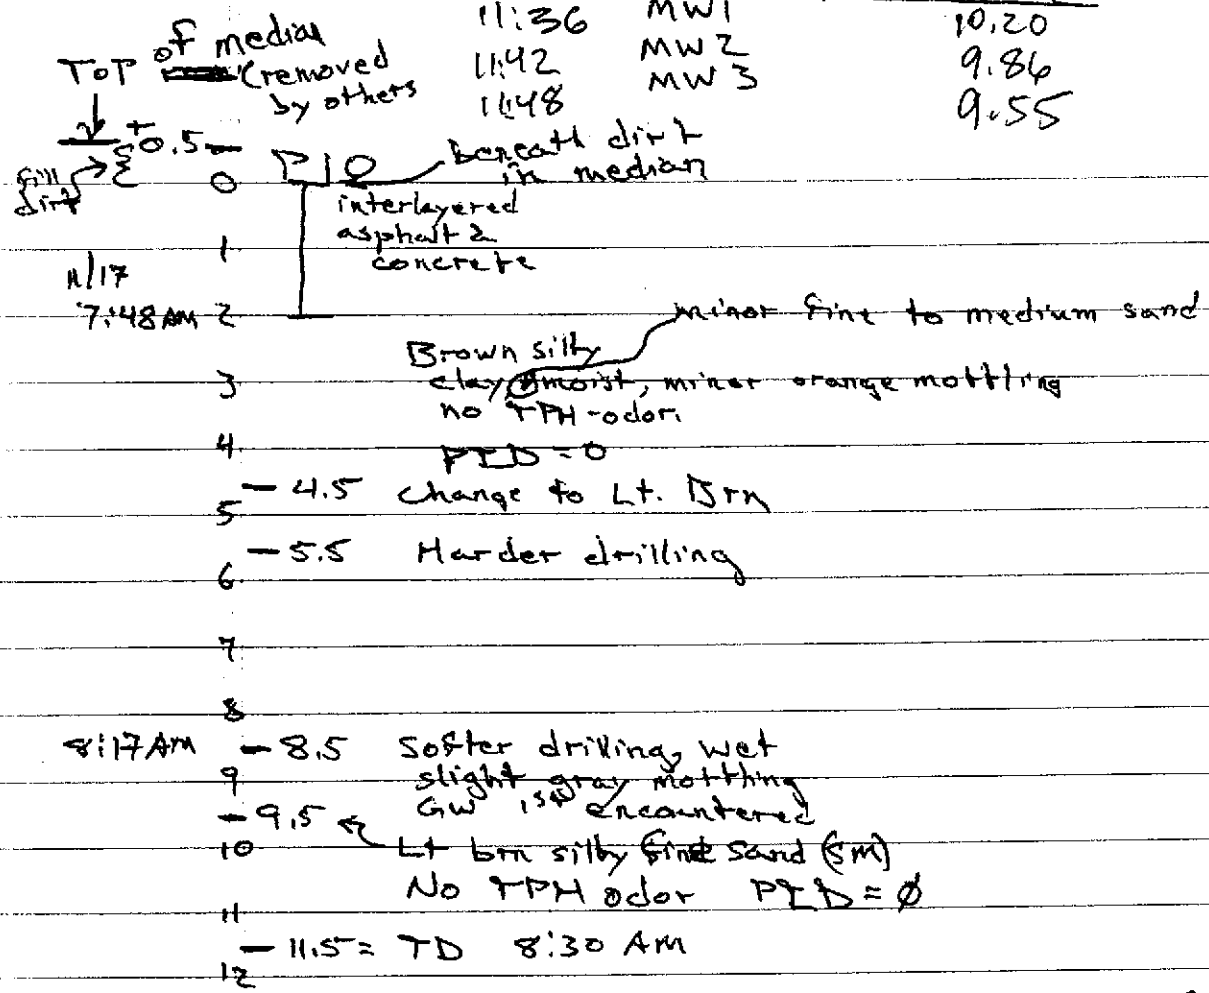 11:36 MW1 10.20
11:42 MW2 9.86
11:48 MW3 9.55
TOP of median
(removed
by others
+0.5
fill
dirt
0
P10
Beneath dirt
in median
interlayered
asphalt &
concrete
1
11/17
7:48 AM 2
minor fine to medium sand
Brown silty
3 clay, moist, minor orange mottling
no TPH-odor.
4
PID = 0
- 4.5 change to Lt. Brn
5
- 5.5 Harder drilling
6
7
8
8:17 AM - 8.5 Softer drilling, wet
9 slight gray mottling
GW 1st encountered
- 9.5
10 Lt brn silty fine sand (SM)
No TPH odor PID = Ø
11
- 11.5 = TD 8:30 AM
12